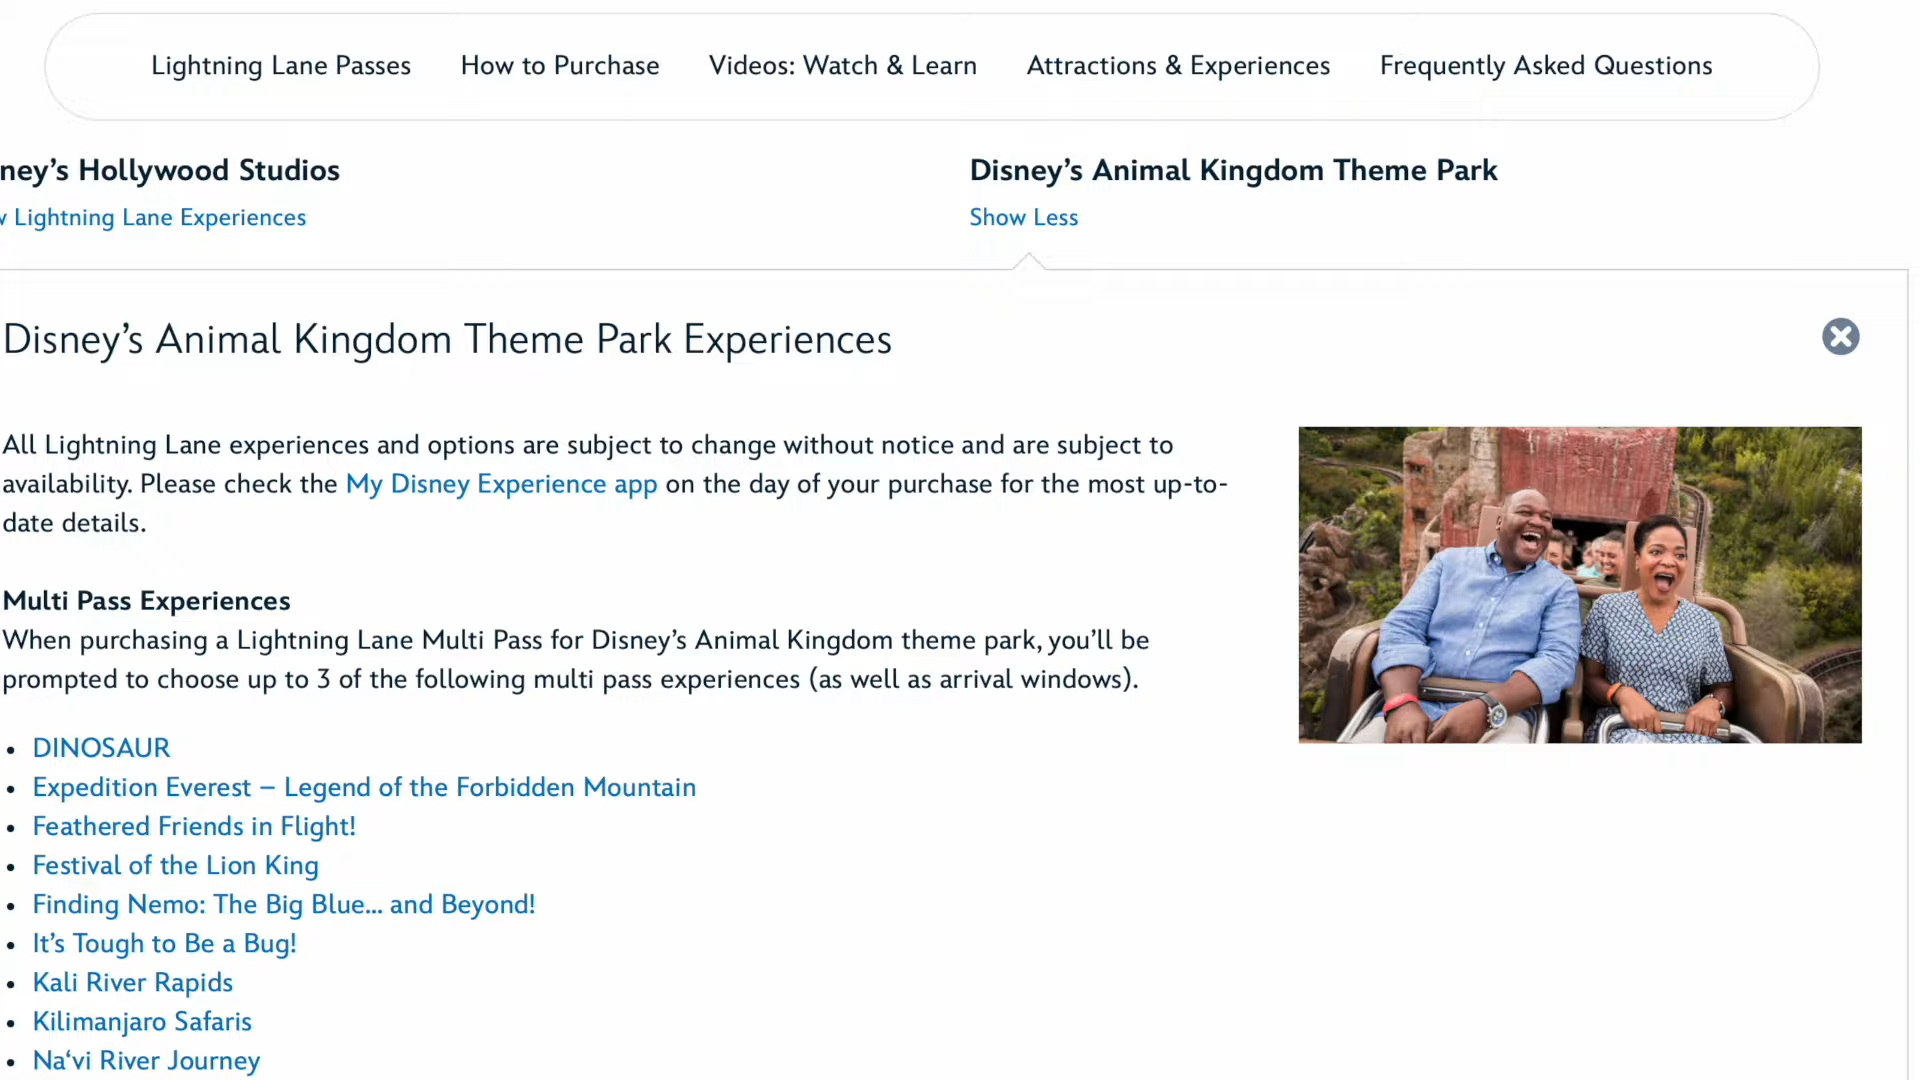 Lightning Lane Passes How to Purchase Videos: Watch & Learn Attractions & Experiences Frequently Asked Questions
ney’s Hollywood Studios
Lightning Lane Experiences
Disney’s Animal Kingdom Theme Park
Show Less
Disney’s Animal Kingdom Theme Park Experiences
All Lightning Lane experiences and options are subject to change without notice and are subject to
availability. Please check the My Disney Experience app on the day of your purchase for the most up-to-
date details.
Multi Pass Experiences
When purchasing a Lightning Lane Multi Pass for Disney’s Animal Kingdom theme park, you’ll be
prompted to choose up to 3 of the following multi pass experiences (as well as arrival windows).
• DINOSAUR
• Expedition Everest – Legend of the Forbidden Mountain
• Feathered Friends in Flight!
• Festival of the Lion King
• Finding Nemo: The Big Blue... and Beyond!
• It’s Tough to Be a Bug!
• Kali River Rapids
• Kilimanjaro Safaris
• Na‘vi River Journey